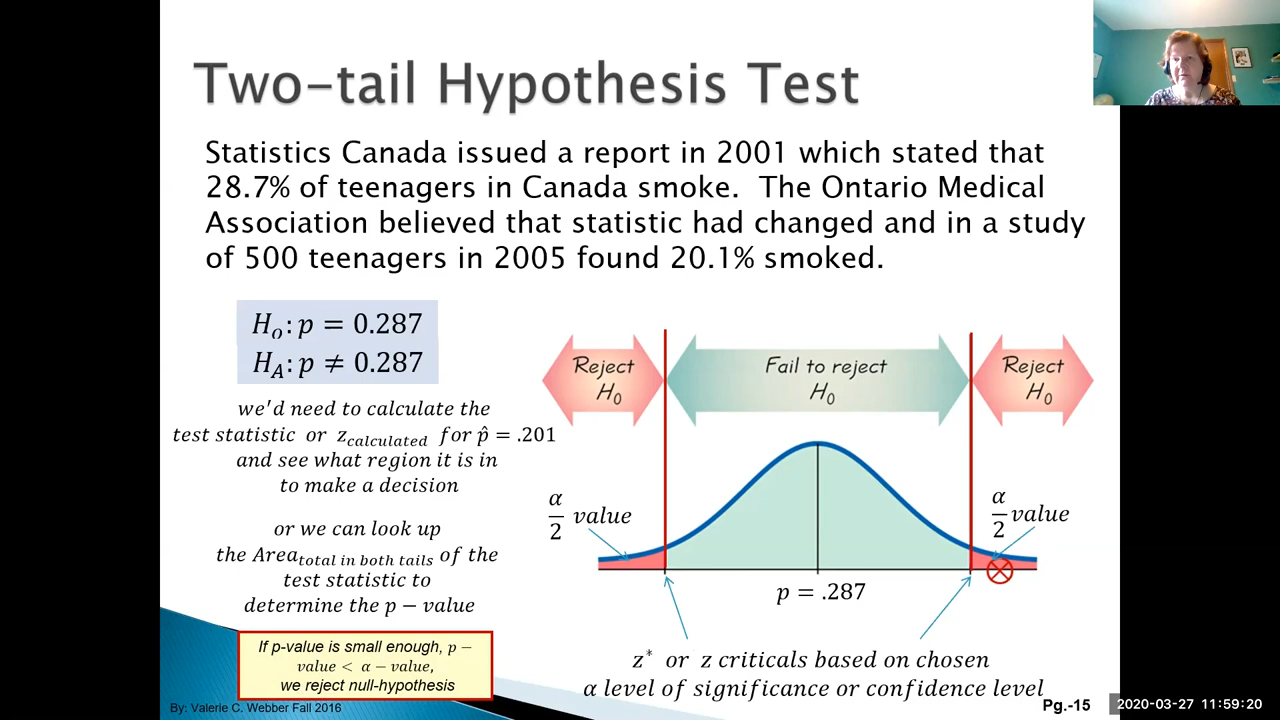 Two-tail Hypothesis Test
Statistics Canada issued a report in 2001 which stated that
28.7% of teenagers in Canada smoke. The Ontario Medical
Association believed that statistic had changed and in a study
of 500 teenagers in 2005 found 20.1% smoked.
Hₒ: p = 0.287
H_A: p ≠ 0.287
we'd need to calculate the
test statistic or z_calculated for p̂ = .201
and see what region it is in
to make a decision
or we can look up
the Area_total in both tails of the
test statistic to
determine the p − value
If p-value is small enough, p −
value < α − value,
we reject null-hypothesis
Reject
H₀
Fail to reject
H₀
Reject
H₀
α/2 value
α/2 value
p = .287
z* or z criticals based on chosen
α level of significance or confidence level
By: Valerie C. Webber Fall 2016
Pg.-15
2020-03-27 11:59:20